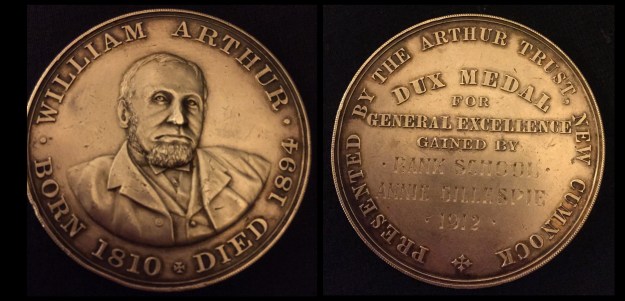 · WILLIAM ARTHUR ·
BORN 1810 ✠ DIED 1894
PRESENTED BY THE ARTHUR TRUST · NEW CUMNOCK
DUX MEDAL
FOR
GENERAL EXCELLENCE
GAINED BY
· BANK SCHOOL ·
ANNIE GILLESPIE
· 1912 ·